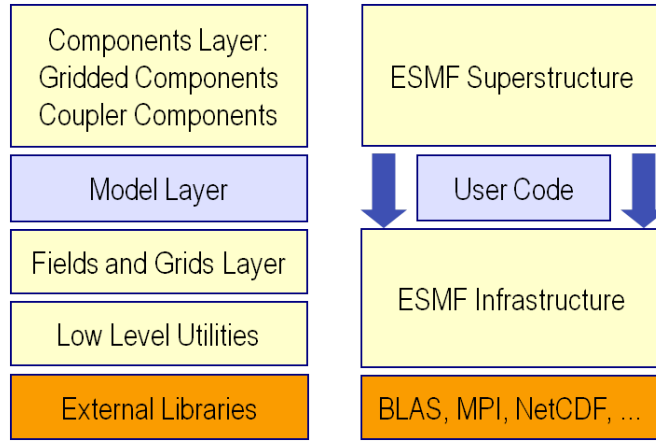 Components Layer:
Gridded Components
Coupler Components
Model Layer
Fields and Grids Layer
Low Level Utilities
External Libraries
ESMF Superstructure
User Code
ESMF Infrastructure
BLAS, MPI, NetCDF, ...